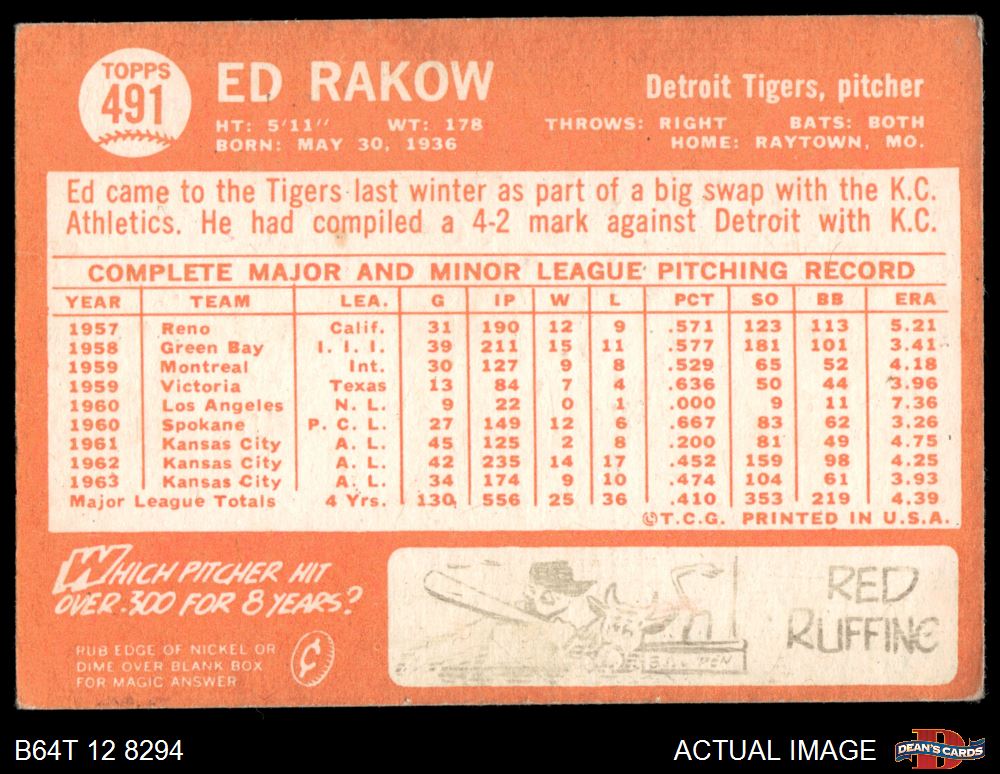 TOPPS
491
ED RAKOW
Detroit Tigers, pitcher
HT: 5'11" WT: 178 THROWS: RIGHT BATS: BOTH
BORN: MAY 30, 1936 HOME: RAYTOWN, MO.
Ed came to the Tigers last winter as part of a big swap with the K.C.
Athletics. He had compiled a 4-2 mark against Detroit with K.C.
COMPLETE MAJOR AND MINOR LEAGUE PITCHING RECORD
YEAR TEAM LEA. G IP W L PCT SO BB ERA
1957 Reno Calif. 31 190 12 9 .571 123 113 5.21
1958 Green Bay I. I. I. 39 211 15 11 .577 181 101 3.41
1959 Montreal Int. 30 127 9 8 .529 65 52 4.18
1959 Victoria Texas 13 84 7 4 .636 50 44 3.96
1960 Los Angeles N. L. 9 22 0 1 .000 9 11 7.36
1960 Spokane P. C. L. 27 149 12 6 .667 83 62 3.26
1961 Kansas City A. L. 45 125 2 8 .200 81 49 4.75
1962 Kansas City A. L. 42 235 14 17 .452 159 98 4.25
1963 Kansas City A. L. 34 174 9 10 .474 104 61 3.93
Major League Totals 4 Yrs. 130 556 25 36 .410 353 219 4.39
©T.C.G. PRINTED IN U.S.A.
WHICH PITCHER HIT
OVER .300 FOR 8 YEARS?
RUB EDGE OF NICKEL OR
DIME OVER BLANK BOX
FOR MAGIC ANSWER
¢
PEN
RED
RUFFING
B64T 12 8294
ACTUAL IMAGE
D
DEAN'S CARDS